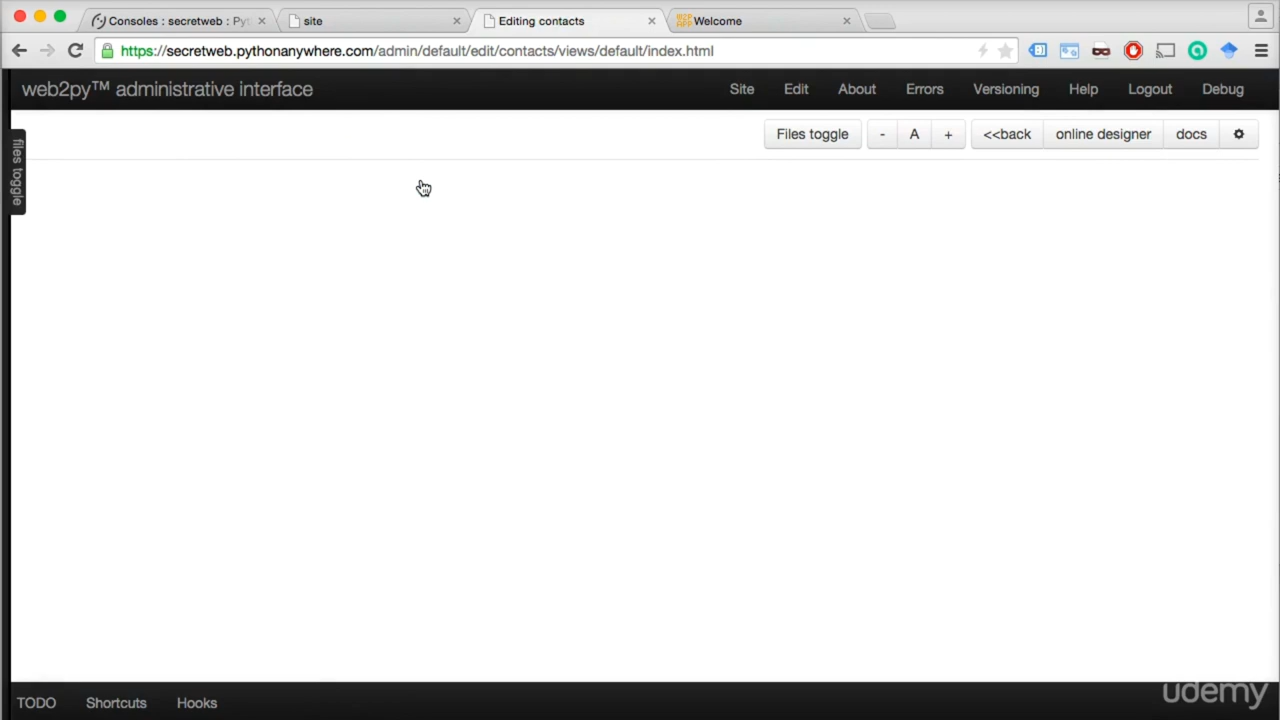 Consoles : secretweb : Pyt
site
Editing contacts
Welcome
https://secretweb.pythonanywhere.com/admin/default/edit/contacts/views/default/index.html
web2py™ administrative interface
Site Edit About Errors Versioning Help Logout Debug
Files toggle - A + <<back online designer docs
files toggle
TODO Shortcuts Hooks
udemy